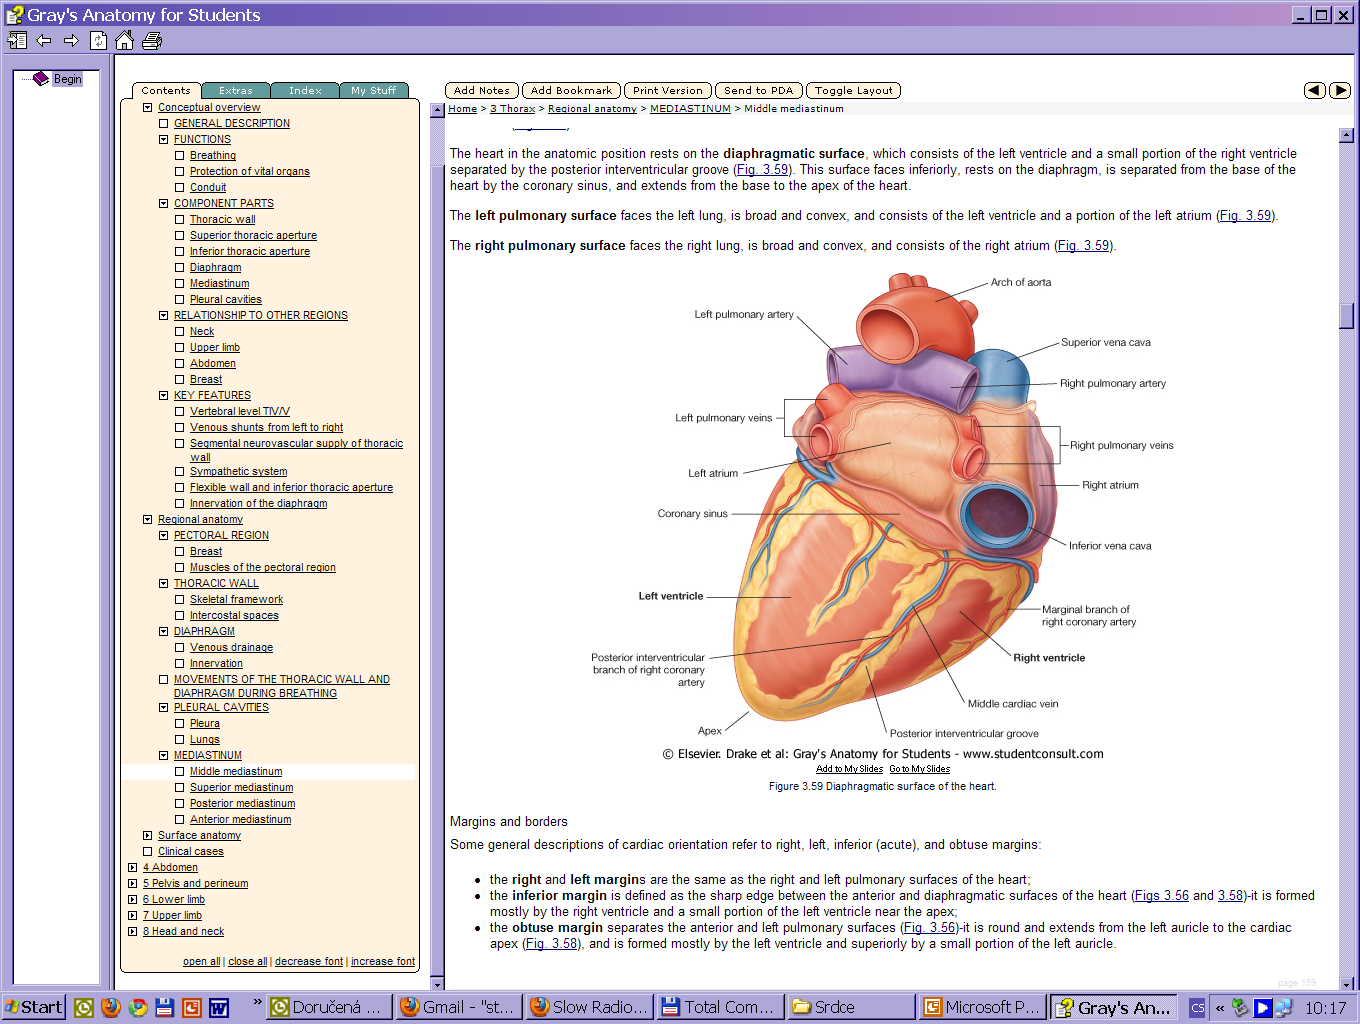 Gray's Anatomy for Students
Begin
Contents
Extras
Index
My Stuff
Conceptual overview
GENERAL DESCRIPTION
FUNCTIONS
Breathing
Protection of vital organs
Conduit
COMPONENT PARTS
Thoracic wall
Superior thoracic aperture
Inferior thoracic aperture
Diaphragm
Mediastinum
Pleural cavities
RELATIONSHIP TO OTHER REGIONS
Neck
Upper limb
Abdomen
Breast
KEY FEATURES
Vertebral level TIV/V
Venous shunts from left to right
Segmental neurovascular supply of thoracic
wall
Sympathetic system
Flexible wall and inferior thoracic aperture
Innervation of the diaphragm
Regional anatomy
PECTORAL REGION
Breast
Muscles of the pectoral region
THORACIC WALL
Skeletal framework
Intercostal spaces
DIAPHRAGM
Venous drainage
Innervation
MOVEMENTS OF THE THORACIC WALL AND
DIAPHRAGM DURING BREATHING
PLEURAL CAVITIES
Pleura
Lungs
MEDIASTINUM
Middle mediastinum
Superior mediastinum
Posterior mediastinum
Anterior mediastinum
Surface anatomy
Clinical cases
4 Abdomen
5 Pelvis and perineum
6 Lower limb
7 Upper limb
8 Head and neck
open all | close all | decrease font | increase font
Add Notes
Add Bookmark
Print Version
Send to PDA
Toggle Layout
Home > 3 Thorax > Regional anatomy > MEDIASTINUM > Middle mediastinum
The heart in the anatomic position rests on the diaphragmatic surface, which consists of the left ventricle and a small portion of the right ventricle
separated by the posterior interventricular groove (Fig. 3.59). This surface faces inferiorly, rests on the diaphragm, is separated from the base of the
heart by the coronary sinus, and extends from the base to the apex of the heart.
The left pulmonary surface faces the left lung, is broad and convex, and consists of the left ventricle and a portion of the left atrium (Fig. 3.59).
The right pulmonary surface faces the right lung, is broad and convex, and consists of the right atrium (Fig. 3.59).
Arch of aorta
Left pulmonary artery
Superior vena cava
Right pulmonary artery
Left pulmonary veins
Right pulmonary veins
Left atrium
Right atrium
Coronary sinus
Inferior vena cava
Left ventricle
Marginal branch of
right coronary artery
Posterior interventricular
branch of right coronary
artery
Right ventricle
Middle cardiac vein
Apex
Posterior interventricular groove
© Elsevier. Drake et al: Gray's Anatomy for Students - www.studentconsult.com
Add to My Slides Go to My Slides
Figure 3.59 Diaphragmatic surface of the heart.
Margins and borders
Some general descriptions of cardiac orientation refer to right, left, inferior (acute), and obtuse margins:
• the right and left margins are the same as the right and left pulmonary surfaces of the heart;
• the inferior margin is defined as the sharp edge between the anterior and diaphragmatic surfaces of the heart (Figs 3.56 and 3.58)-it is formed
mostly by the right ventricle and a small portion of the left ventricle near the apex;
• the obtuse margin separates the anterior and left pulmonary surfaces (Fig. 3.56)-it is round and extends from the left auricle to the cardiac
apex (Fig. 3.58), and is formed mostly by the left ventricle and superiorly by a small portion of the left auricle.
page 159
Start
»
Doručená ...
Gmail - "st...
Slow Radio...
Total Com...
Srdce
Microsoft P...
Gray's An...
CS
«
10:17